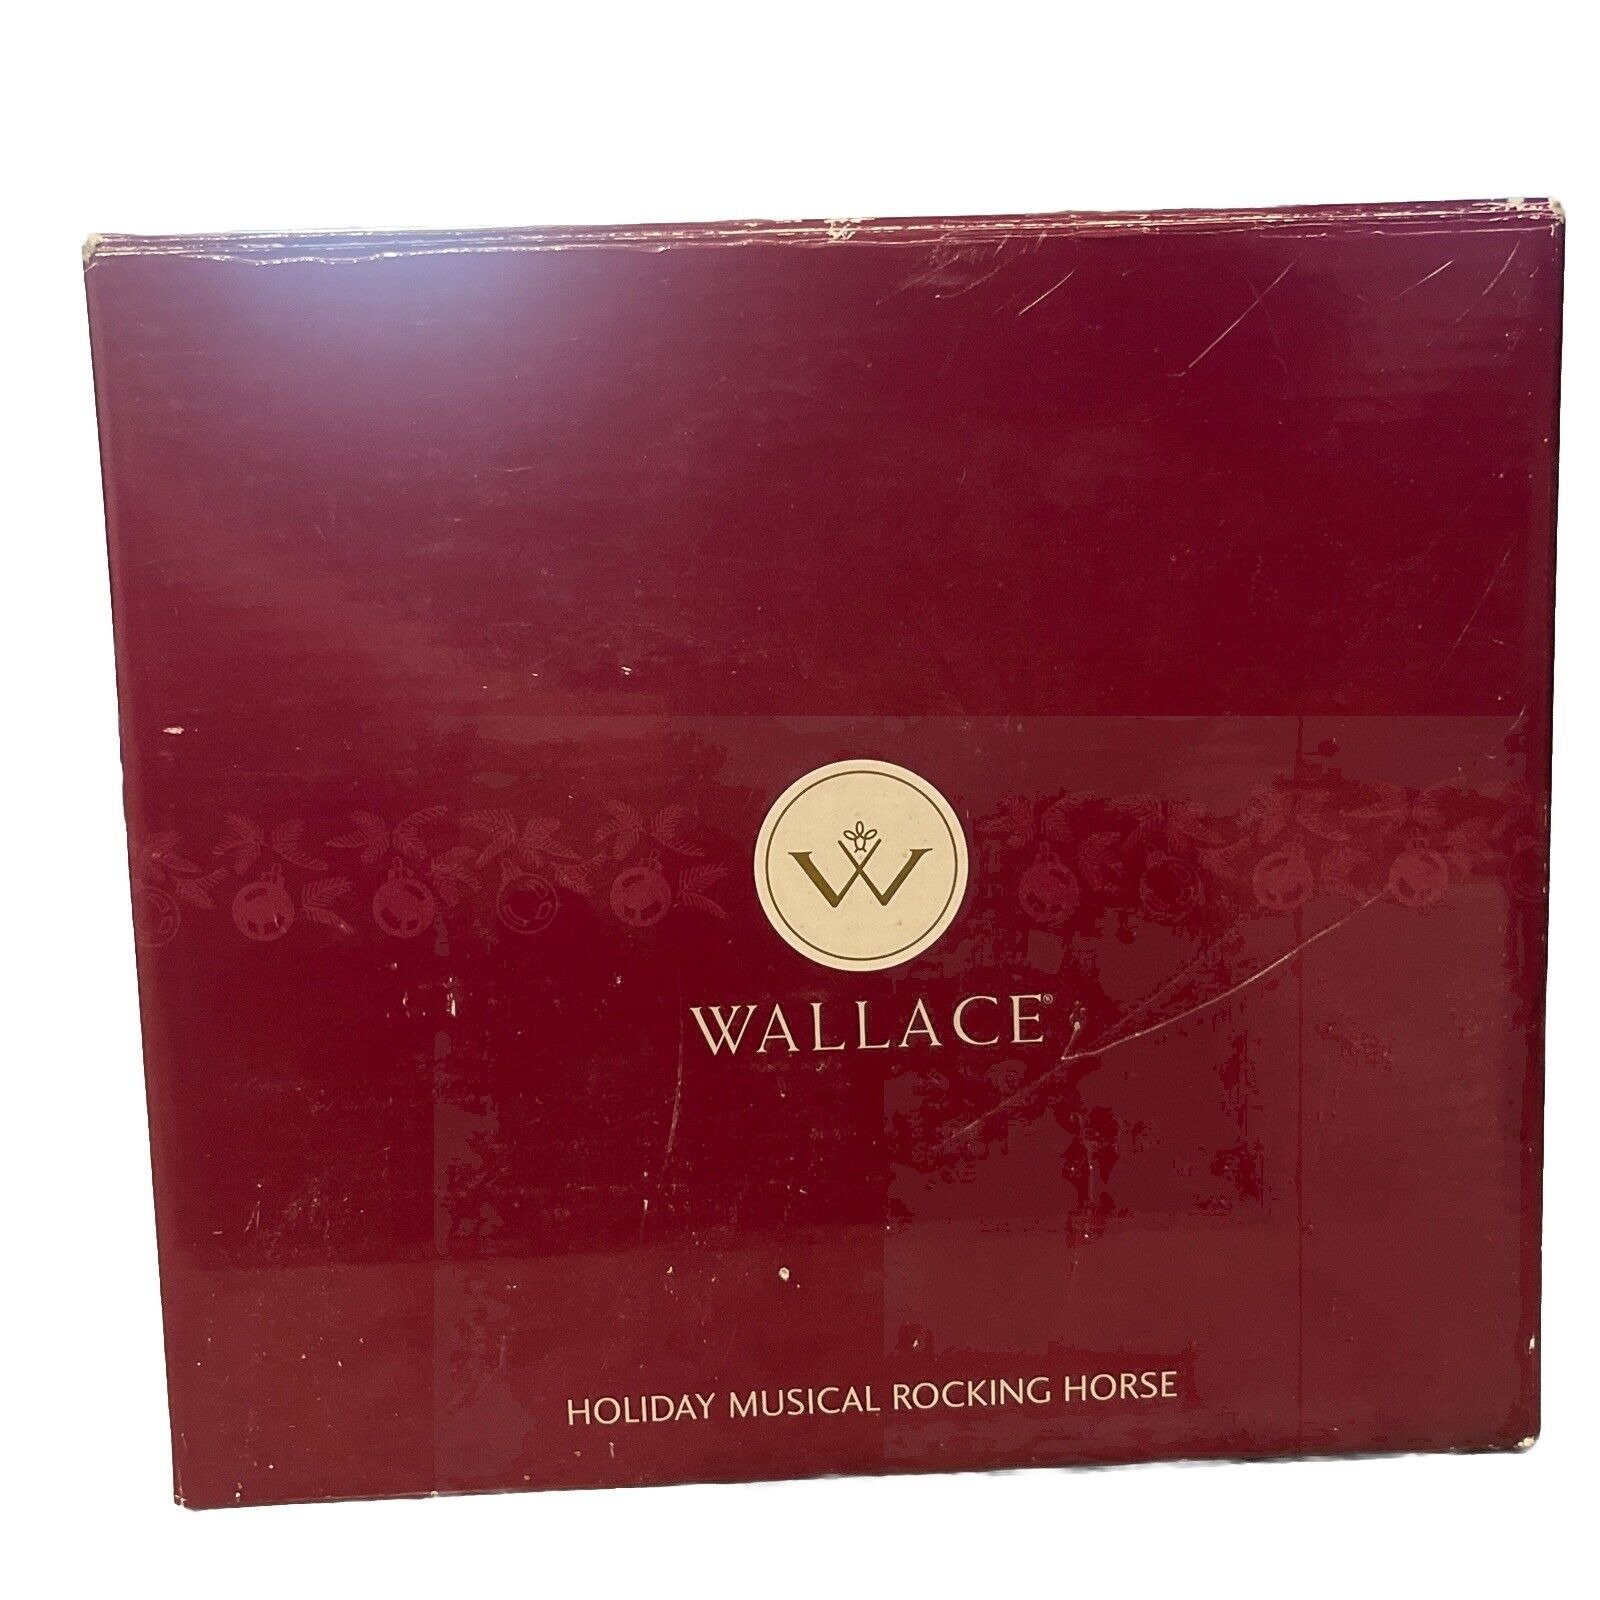 W
WALLACE®
HOLIDAY MUSICAL ROCKING HORSE